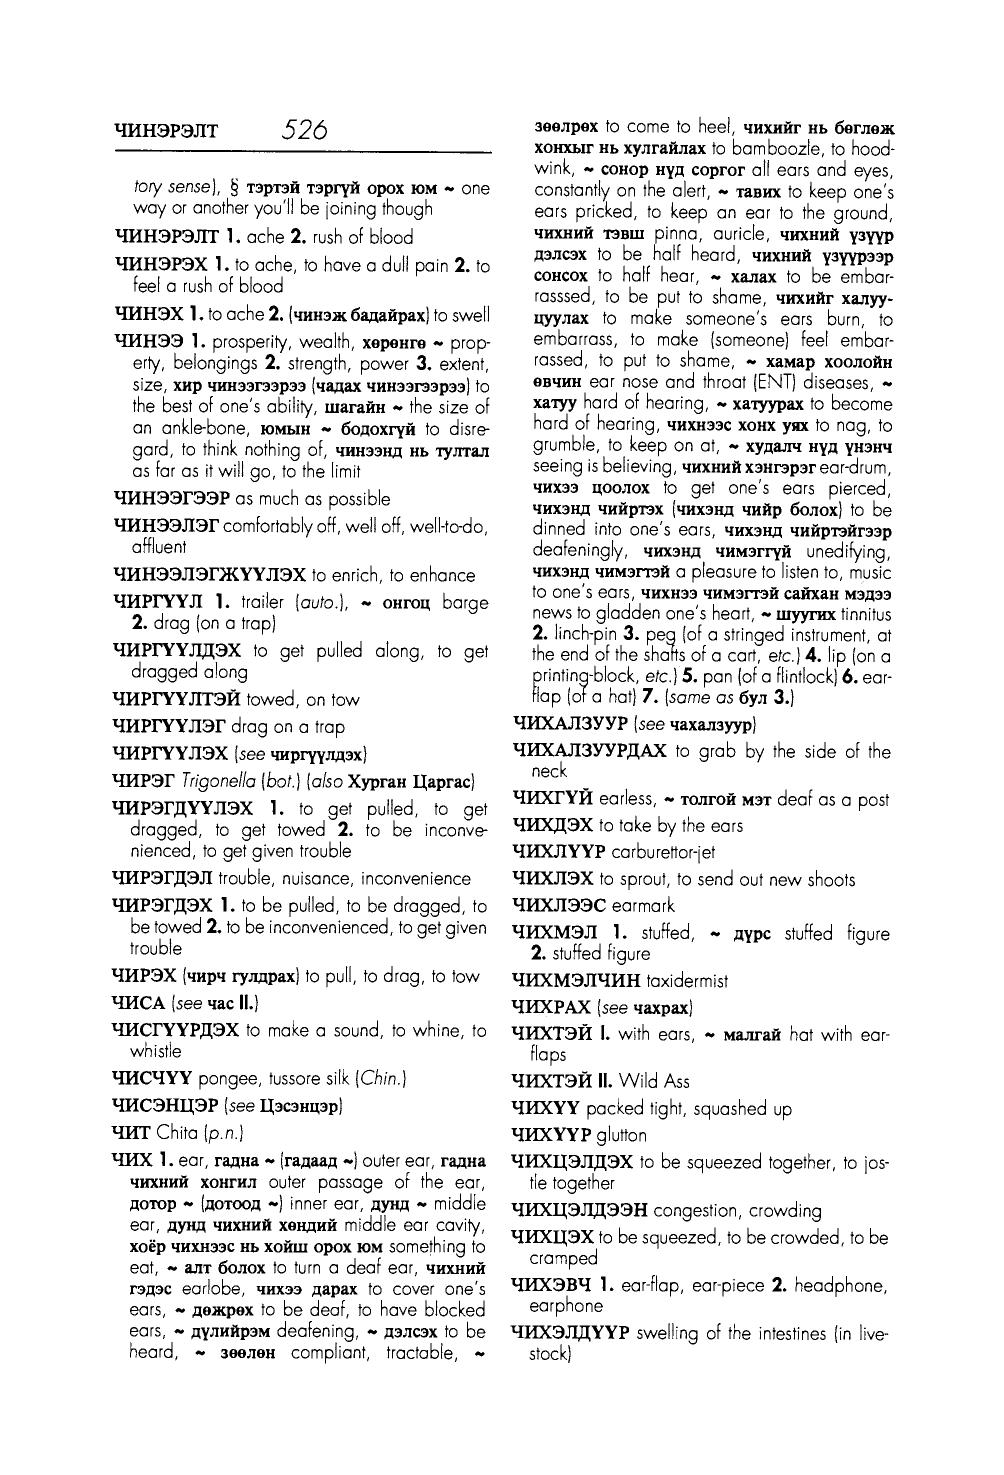 ЧИНЭРЭЛТ 526
tory sense), § тэртэй тэргүй орох юм ~ one
way or another you'll be joining though
ЧИНЭРЭЛТ 1. ache 2. rush of blood
ЧИНЭРЭХ 1. to ache, to have a dull pain 2. to
feel a rush of blood
ЧИНЭХ 1. to ache 2. (чинэж бадайрах) to swell
ЧИНЭЭ 1. prosperity, wealth, хөрөнгө ~ prop-
erty, belongings 2. strength, power 3. extent,
size, хир чинээгээрээ (чадах чинээгээрээ) to
the best of one's ability, шагайн ~ the size of
an ankle-bone, юмын ~ бодохгүй to disre-
gard, to think nothing of, чинээнд нь тултал
as far as it will go, to the limit
ЧИНЭЭГЭЭР as much as possible
ЧИНЭЭЛЭГ comfortably off, well off, well-to-do,
affluent
ЧИНЭЭЛЭГЖҮҮЛЭХ to enrich, to enhance
ЧИРГҮҮЛ 1. trailer (auto.), ~ онгоц barge
2. drag (on a trap)
ЧИРГҮҮЛДЭХ to get pulled along, to get
dragged along
ЧИРГҮҮЛТЭЙ towed, on tow
ЧИРГҮҮЛЭГ drag on a trap
ЧИРГҮҮЛЭХ (see чиргүүлдэх)
ЧИРЭГ Trigonella (bot.) (also Хурган Царгас)
ЧИРЭГДҮҮЛЭХ 1. to get pulled, to get
dragged, to get towed 2. to be inconve-
nienced, to get given trouble
ЧИРЭГДЭЛ trouble, nuisance, inconvenience
ЧИРЭГДЭХ 1. to be pulled, to be dragged, to
be towed 2. to be inconvenienced, to get given
trouble
ЧИРЭХ (чирч гулдрах) to pull, to drag, to tow
ЧИСА (see час II.)
ЧИСГҮҮРДЭХ to make a sound, to whine, to
whistle
ЧИСЧҮҮ pongee, tussore silk (Chin.)
ЧИСЭНЦЭР (see Цэсэнцэр)
ЧИТ Chita (p.n.)
ЧИХ 1. ear, гадна ~ (гадаад ~) outer ear, гадна
чихний хонгил outer passage of the ear,
дотор ~ (дотоод ~) inner ear, дунд ~ middle
ear, дунд чихний хөндий middle ear cavity,
хоёр чихнээс нь хойш орох юм something to
eat, ~ алт болох to turn a deaf ear, чихний
гэдэс earlobe, чихээ дарах to cover one's
ears, ~ дөжрөх to be deaf, to have blocked
ears, ~ дүлийрэм deafening, ~ дэлсэх to be
heard, ~ зөөлөн compliant, tractable, ~
зөөлрөх to come to heel, чихийг нь бөглөж
хонхыг нь хулгайлах to bamboozle, to hood-
wink, ~ сонор нүд соргог all ears and eyes,
constantly on the alert, ~ тавих to keep one's
ears pricked, to keep an ear to the ground,
чихний тэвш pinna, auricle, чихний үзүүр
дэлсэх to be half heard, чихний үзүүрээр
сонсох to half hear, ~ халах to be embar-
rasssed, to be put to shame, чихийг халуу-
цуулах to make someone's ears burn, to
embarrass, to make (someone) feel embar-
rassed, to put to shame, ~ хамар хоолойн
өвчин ear nose and throat (ENT) diseases, ~
хатуу hard of hearing, ~ хатуурах to become
hard of hearing, чихнээс хонх уях to nag, to
grumble, to keep on at, ~ худалч нүд үнэнч
seeing is believing, чихний хэнгэрэг ear-drum,
чихээ цоолох to get one's ears pierced,
чихэнд чийртэх (чихэнд чийр болох) to be
dinned into one's ears, чихэнд чийртэйгээр
deafeningly, чихэнд чимэггүй unedifying,
чихэнд чимэгтэй a pleasure to listen to, music
to one's ears, чихнээ чимэгтэй сайхан мэдээ
news to gladden one's heart, ~ шуугих tinnitus
2. linch-pin 3. peg (of a stringed instrument, at
the end of the shafts of a cart, etc.) 4. lip (on a
printing-block, etc.) 5. pan (of a flintlock) 6. ear-
flap (of a hat) 7. (same as бул 3.)
ЧИХАЛЗУУР (see чахалзуур)
ЧИХАЛЗУУРДАХ to grab by the side of the
neck
ЧИХГҮЙ earless, ~ толгой мэт deaf as a post
ЧИХДЭХ to take by the ears
ЧИХЛҮҮР carburettor-jet
ЧИХЛЭХ to sprout, to send out new shoots
ЧИХЛЭЭС earmark
ЧИХМЭЛ 1. stuffed, ~ дүрс stuffed figure
2. stuffed figure
ЧИХМЭЛЧИН taxidermist
ЧИХРАХ (see чахрах)
ЧИХТЭЙ I. with ears, ~ малгай hat with ear-
flaps
ЧИХТЭЙ II. Wild Ass
ЧИХҮҮ packed tight, squashed up
ЧИХҮҮР glutton
ЧИХЦЭЛДЭХ to be squeezed together, to jos-
tle together
ЧИХЦЭЛДЭЭН congestion, crowding
ЧИХЦЭХ to be squeezed, to be crowded, to be
cramped
ЧИХЭВЧ 1. ear-flap, ear-piece 2. headphone,
earphone
ЧИХЭЛДҮҮР swelling of the intestines (in live-
stock)